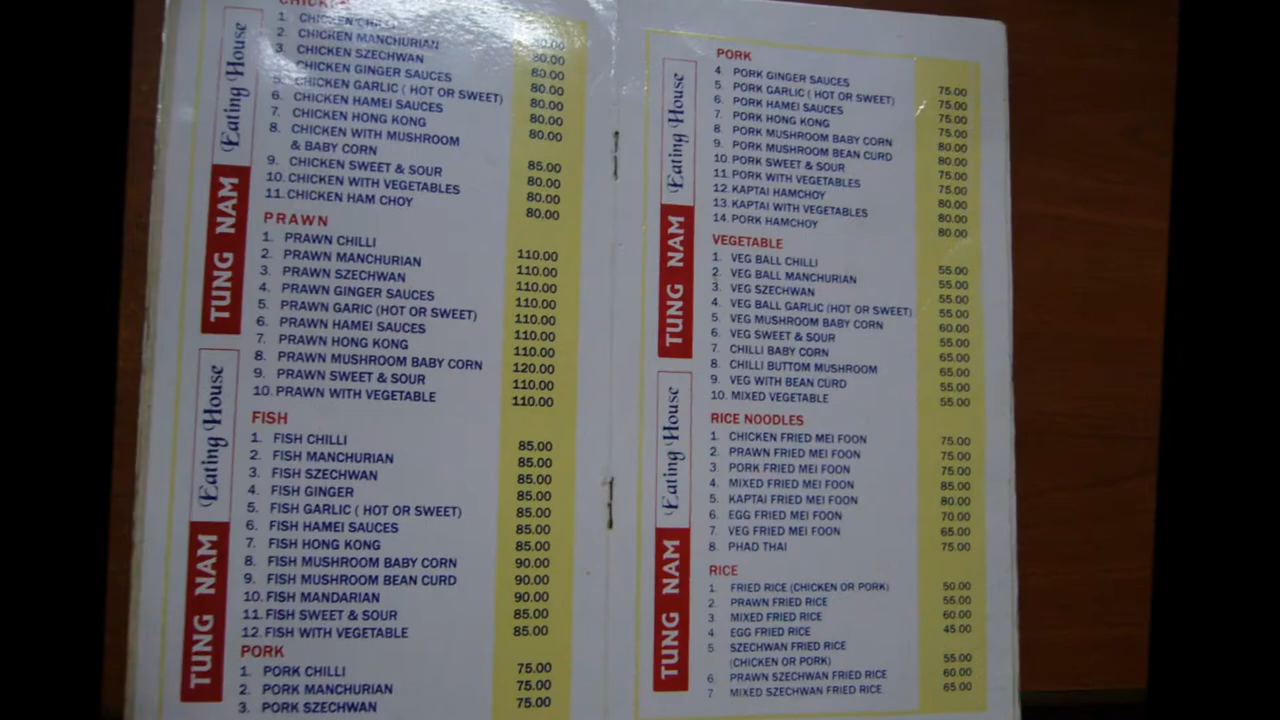 TUNG NAM Eating House
TUNG NAM Eating House
CHICKEN
1. CHICKEN CHILLI 80.00
2. CHICKEN MANCHURIAN 80.00
3. CHICKEN SZECHWAN 80.00
CHICKEN GINGER SAUCES 80.00
5. CHICKEN GARLIC ( HOT OR SWEET) 80.00
6. CHICKEN HAMEI SAUCES 80.00
7. CHICKEN HONG KONG 80.00
8. CHICKEN WITH MUSHROOM
& BABY CORN 85.00
9. CHICKEN SWEET & SOUR 80.00
10. CHICKEN WITH VEGETABLES 80.00
11. CHICKEN HAM CHOY 80.00
PRAWN
1. PRAWN CHILLI 110.00
2. PRAWN MANCHURIAN 110.00
3. PRAWN SZECHWAN 110.00
4. PRAWN GINGER SAUCES 110.00
5. PRAWN GARIC (HOT OR SWEET) 110.00
6. PRAWN HAMEI SAUCES 110.00
7. PRAWN HONG KONG 110.00
8. PRAWN MUSHROOM BABY CORN 120.00
9. PRAWN SWEET & SOUR 110.00
10. PRAWN WITH VEGETABLE 110.00
FISH
1. FISH CHILLI 85.00
2. FISH MANCHURIAN 85.00
3. FISH SZECHWAN 85.00
4. FISH GINGER 85.00
5. FISH GARLIC ( HOT OR SWEET) 85.00
6. FISH HAMEI SAUCES 85.00
7. FISH HONG KONG 85.00
8. FISH MUSHROOM BABY CORN 90.00
9. FISH MUSHROOM BEAN CURD 90.00
10. FISH MANDARIAN 90.00
11. FISH SWEET & SOUR 85.00
12. FISH WITH VEGETABLE 85.00
PORK
1. PORK CHILLI 75.00
2. PORK MANCHURIAN 75.00
3. PORK SZECHWAN 75.00
TUNG NAM Eating House
TUNG NAM Eating House
PORK
4. PORK GINGER SAUCES 75.00
5. PORK GARLIC ( HOT OR SWEET) 75.00
6. PORK HAMEI SAUCES 75.00
7. PORK HONG KONG 75.00
8. PORK MUSHROOM BABY CORN 80.00
9. PORK MUSHROOM BEAN CURD 80.00
10. PORK SWEET & SOUR 75.00
11. PORK WITH VEGETABLES 75.00
12. KAPTAI HAMCHOY 80.00
13. KAPTAI WITH VEGETABLES 80.00
14. PORK HAMCHOY 80.00
VEGETABLE
1. VEG BALL CHILLI 55.00
2. VEG BALL MANCHURIAN 55.00
3. VEG SZECHWAN 55.00
4. VEG BALL GARLIC (HOT OR SWEET) 55.00
5. VEG MUSHROOM BABY CORN 60.00
6. VEG SWEET & SOUR 55.00
7. CHILLI BABY CORN 65.00
8. CHILLI BUTTOM MUSHROOM 65.00
9. VEG WITH BEAN CURD 55.00
10. MIXED VEGETABLE 55.00
RICE NOODLES
1. CHICKEN FRIED MEI FOON 75.00
2. PRAWN FRIED MEI FOON 75.00
3. PORK FRIED MEI FOON 75.00
4. MIXED FRIED MEI FOON 85.00
5. KAPTAI FRIED MEI FOON 80.00
6. EGG FRIED MEI FOON 70.00
7. VEG FRIED MEI FOON 65.00
8. PHAD THAI 75.00
RICE
1. FRIED RICE (CHICKEN OR PORK) 50.00
2. PRAWN FRIED RICE 55.00
3. MIXED FRIED RICE 60.00
4 EGG FRIED RICE 45.00
5 SZECHWAN FRIED RICE
(CHICKEN OR PORK) 55.00
6 PRAWN SZECHWAN FRIED RICE 60.00
7 MIXED SZECHWAN FRIED RICE 65.00